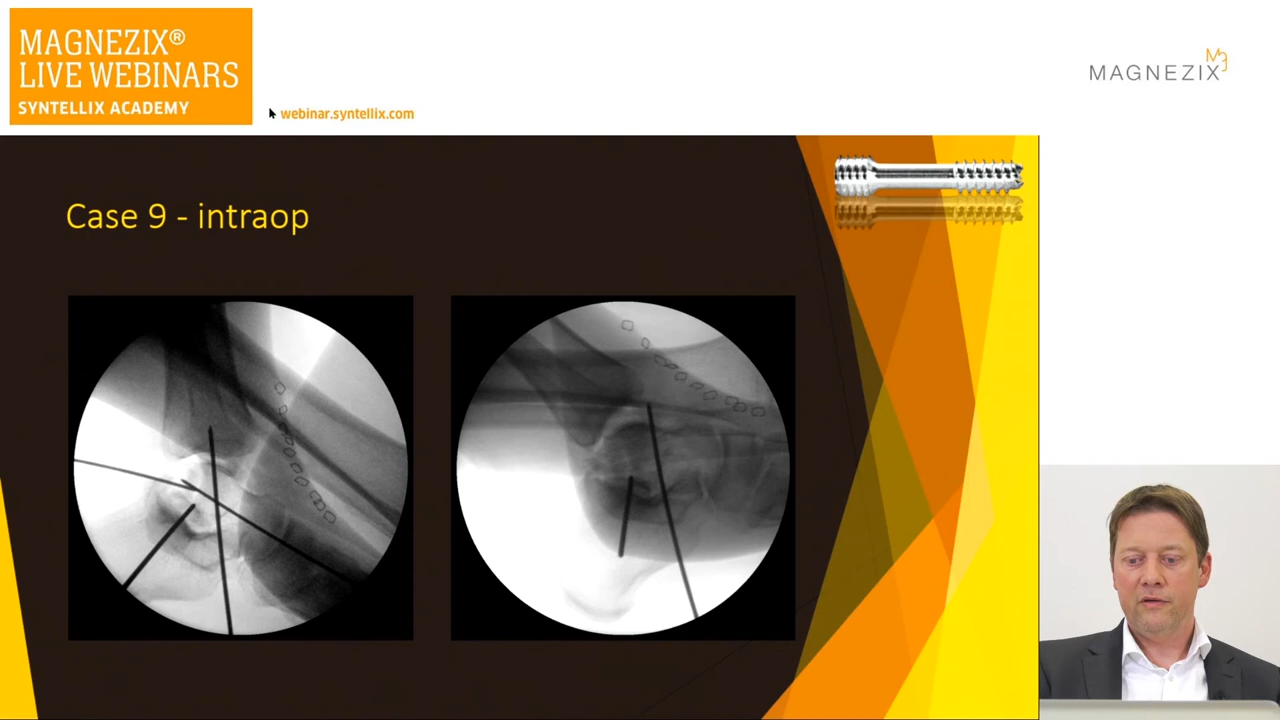 MAGNEZIX®
LIVE WEBINARS
SYNTELLIX ACADEMY
webinar.syntellix.com
MAGNEZIX
Case 9 - intraop